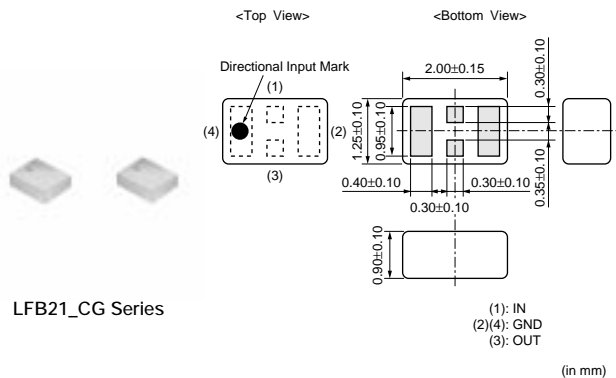 <Top View>
<Bottom View>
Directional Input Mark
(1)
(4)
(2)
(3)
2.00±0.15
0.30±0.10
1.25±0.10
0.95±0.10
0.35±0.10
0.40±0.10
0.30±0.10
0.30±0.10
0.90±0.10
LFB21_CG Series
(1): IN
(2)(4): GND
(3): OUT
(in mm)